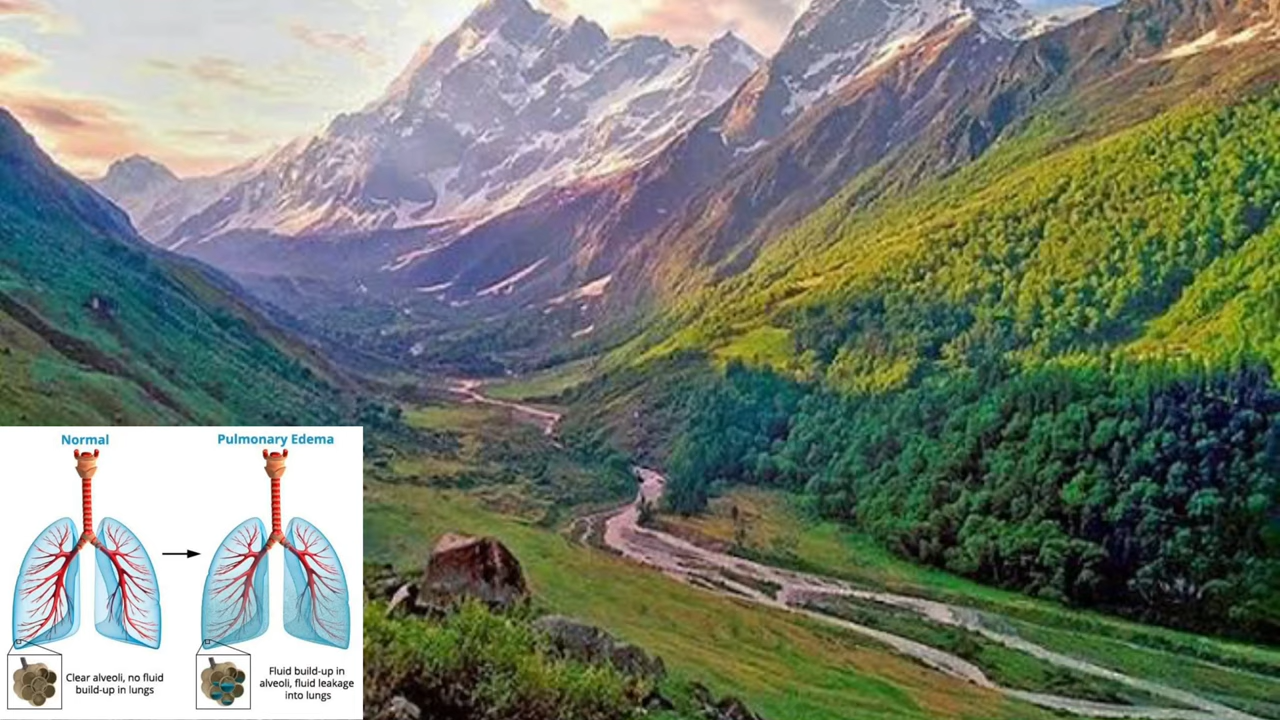 Normal
Pulmonary Edema
Clear alveoli, no fluid
build-up in lungs
Fluid build-up in
alveoli, fluid leakage
into lungs